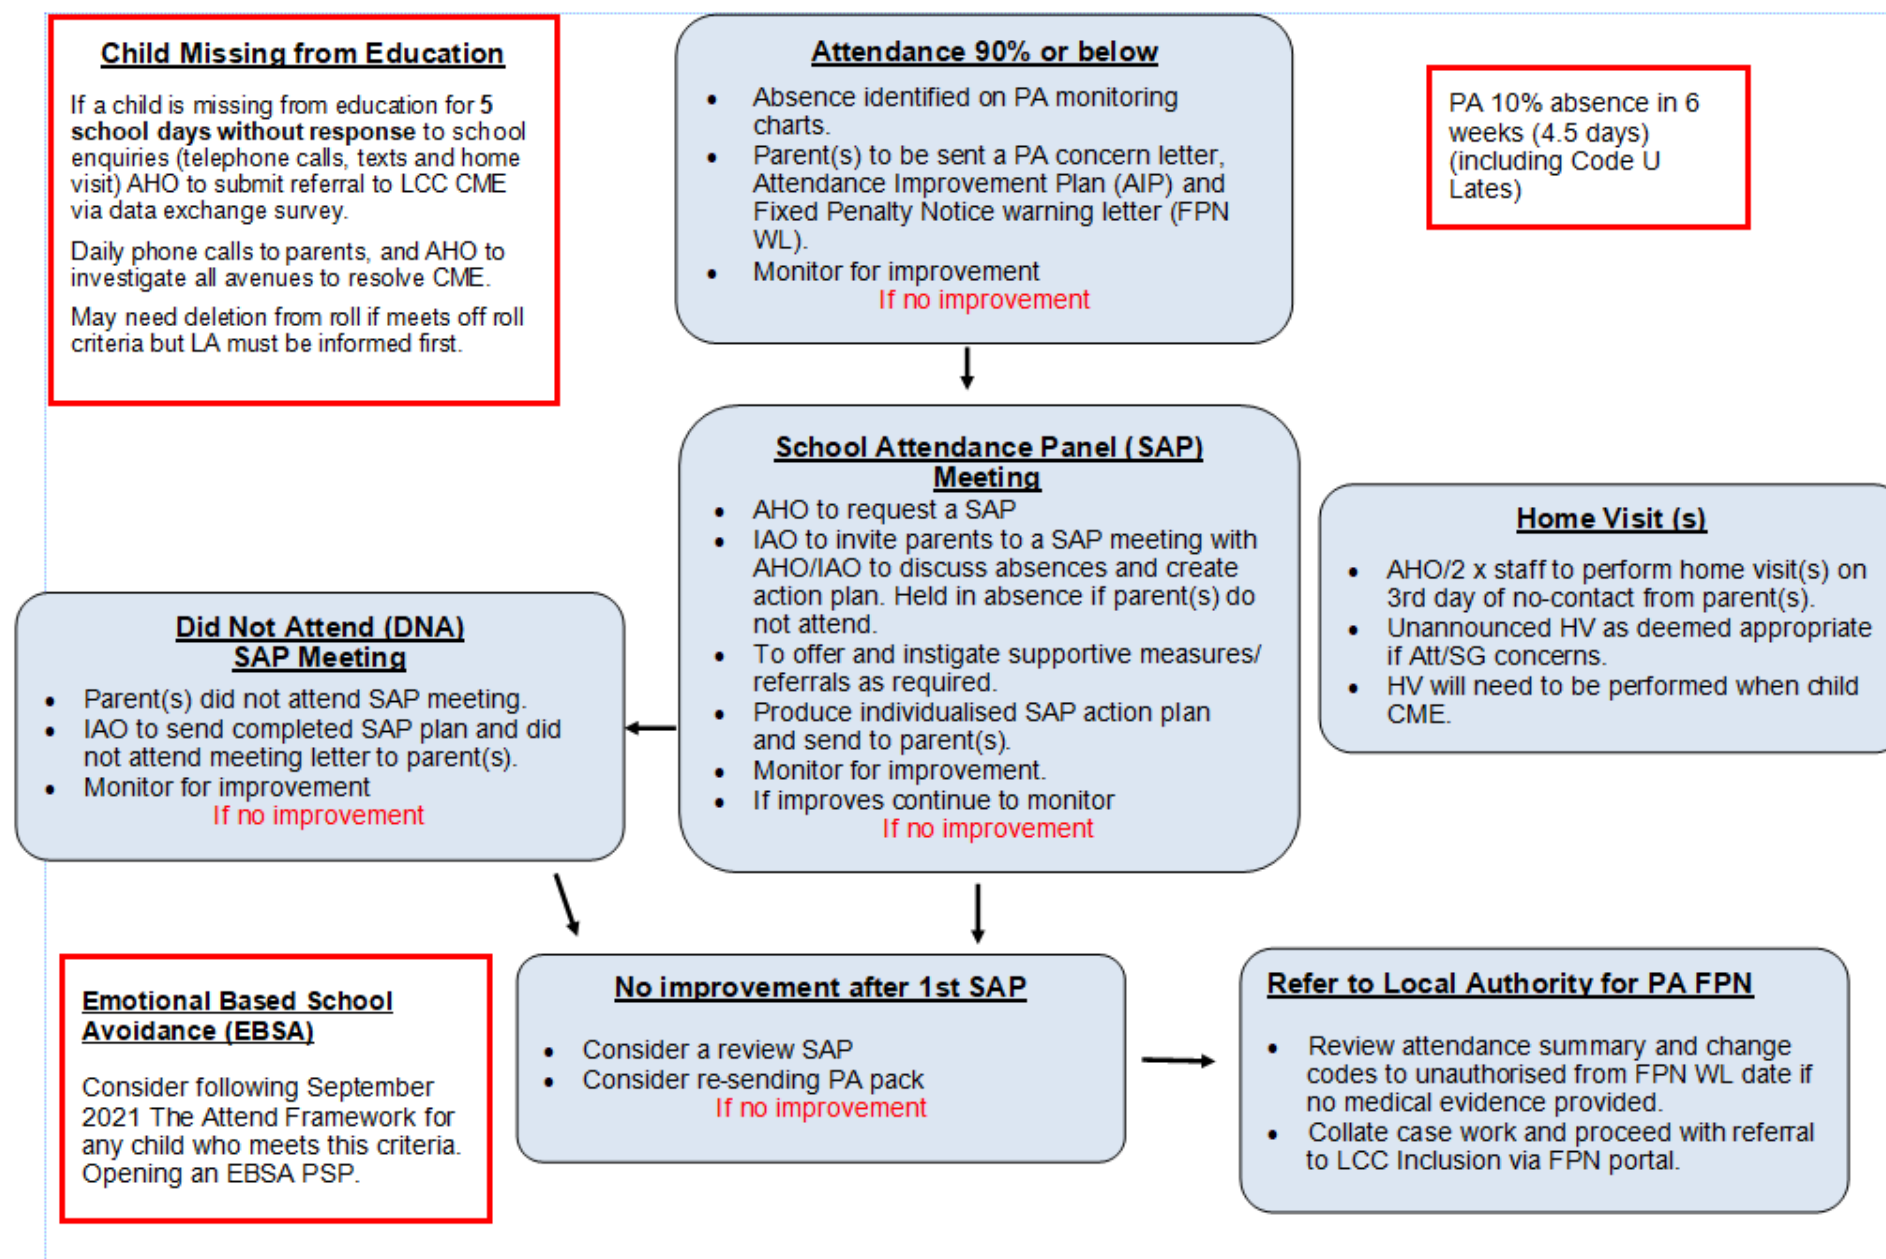 Child Missing from Education
If a child is missing from education for 5
school days without response to school
enquiries (telephone calls, texts and home
visit) AHO to submit referral to LCC CME
via data exchange survey.
Daily phone calls to parents, and AHO to
investigate all avenues to resolve CME.
May need deletion from roll if meets off roll
criteria but LA must be informed first.
Attendance 90% or below
• Absence identified on PA monitoring
charts.
• Parent(s) to be sent a PA concern letter,
Attendance Improvement Plan (AIP) and
Fixed Penalty Notice warning letter (FPN
WL).
• Monitor for improvement
If no improvement
PA 10% absence in 6
weeks (4.5 days)
(including Code U
Lates)
School Attendance Panel (SAP)
Meeting
• AHO to request a SAP
• IAO to invite parents to a SAP meeting with
AHO/IAO to discuss absences and create
action plan. Held in absence if parent(s) do
not attend.
• To offer and instigate supportive measures/
referrals as required.
• Produce individualised SAP action plan
and send to parent(s).
• Monitor for improvement.
• If improves continue to monitor
If no improvement
Home Visit (s)
• AHO/2 x staff to perform home visit(s) on
3rd day of no-contact from parent(s).
• Unannounced HV as deemed appropriate
if Att/SG concerns.
• HV will need to be performed when child
CME.
Did Not Attend (DNA)
SAP Meeting
• Parent(s) did not attend SAP meeting.
• IAO to send completed SAP plan and did
not attend meeting letter to parent(s).
• Monitor for improvement
If no improvement
Emotional Based School
Avoidance (EBSA)
Consider following September
2021 The Attend Framework for
any child who meets this criteria.
Opening an EBSA PSP.
No improvement after 1st SAP
• Consider a review SAP
• Consider re-sending PA pack
If no improvement
Refer to Local Authority for PA FPN
• Review attendance summary and change
codes to unauthorised from FPN WL date if
no medical evidence provided.
• Collate case work and proceed with referral
to LCC Inclusion via FPN portal.